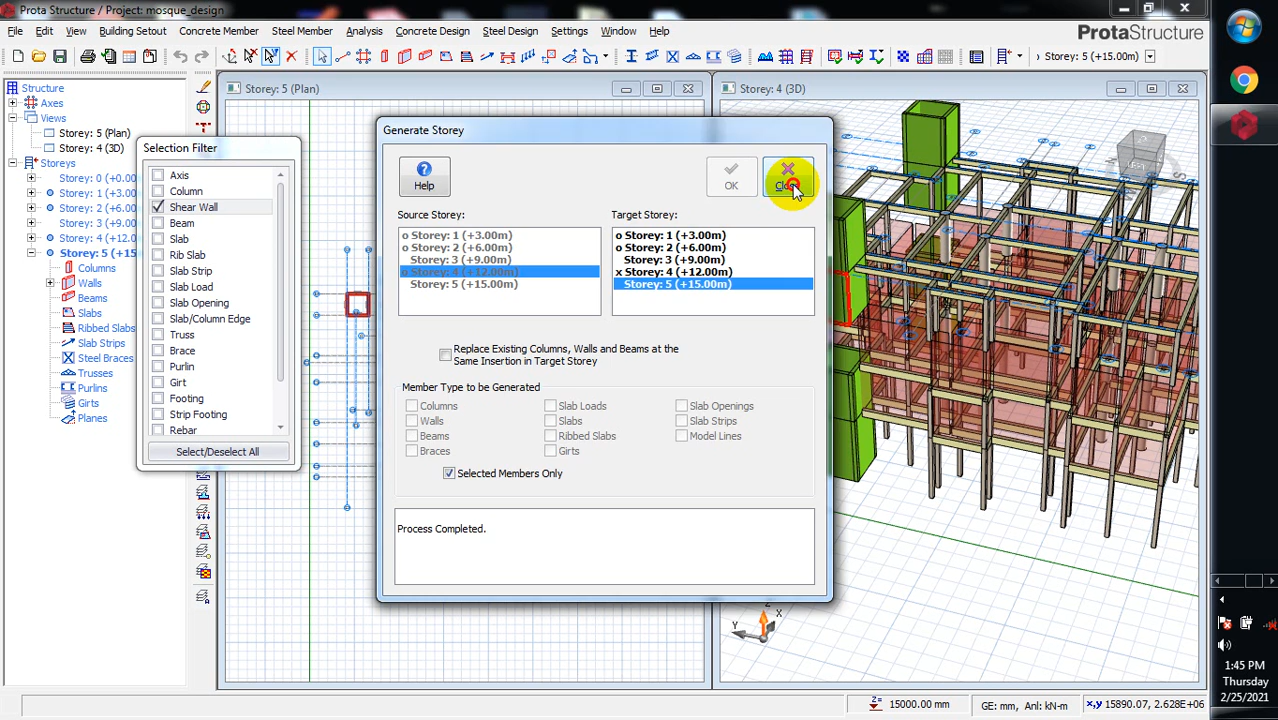 Prota Structure / Project: mosque_design
File Edit View Building Setout Concrete Member Steel Member Analysis Concrete Design Steel Design Settings Window Help
ProtaStructure
Storey: 5 (+15.00m)
Structure
Axes
Views
Storey: 5 (Plan)
Storey: 4 (3D)
Storeys
Storey: 0 (+0.00
Storey: 1 (+3.00
Storey: 2 (+6.00
Storey: 3 (+9.00
Storey: 4 (+12.0
Storey: 5 (+15
Columns
Walls
Beams
Slabs
Ribbed Slabs
Slab Strips
Steel Braces
Trusses
Purlins
Girts
Planes
Selection Filter
Axis
Column
Shear Wall
Beam
Slab
Rib Slab
Slab Strip
Slab Load
Slab Opening
Slab/Column Edge
Truss
Brace
Purlin
Girt
Footing
Strip Footing
Rebar
Select/Deselect All
Storey: 5 (Plan)
Generate Storey
Help
OK
Source Storey:
o Storey: 1 (+3.00m)
o Storey: 2 (+6.00m)
Storey: 3 (+9.00m)
o Storey: 4 (+12.00m)
Storey: 5 (+15.00m)
Target Storey:
o Storey: 1 (+3.00m)
o Storey: 2 (+6.00m)
Storey: 3 (+9.00m)
x Storey: 4 (+12.00m)
Storey: 5 (+15.00m)
Replace Existing Columns, Walls and Beams at the
Same Insertion in Target Storey
Member Type to be Generated
Columns Slab Loads Slab Openings
Walls Slabs Slab Strips
Beams Ribbed Slabs Model Lines
Braces Girts
Selected Members Only
Process Completed.
Storey: 4 (3D)
Z
X
Y
Z= 15000.00 mm
GE: mm, Anl: kN-m
x,y 15890.07, 2.628E+06
1:45 PM
Thursday
2/25/2021